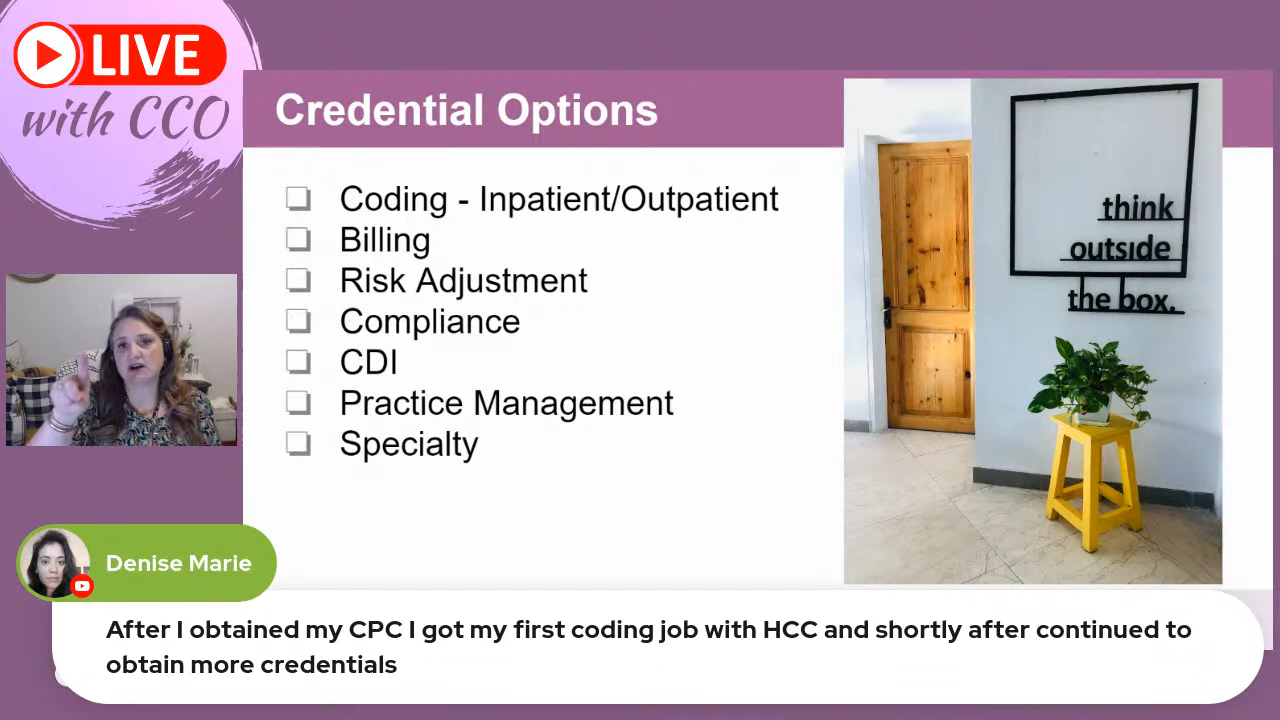 LIVE
with CCO
Credential Options
Coding - Inpatient/Outpatient
Billing
Risk Adjustment
Compliance
CDI
Practice Management
Specialty
think
outside
the box.
Denise Marie
After I obtained my CPC I got my first coding job with HCC and shortly after continued to
obtain more credentials